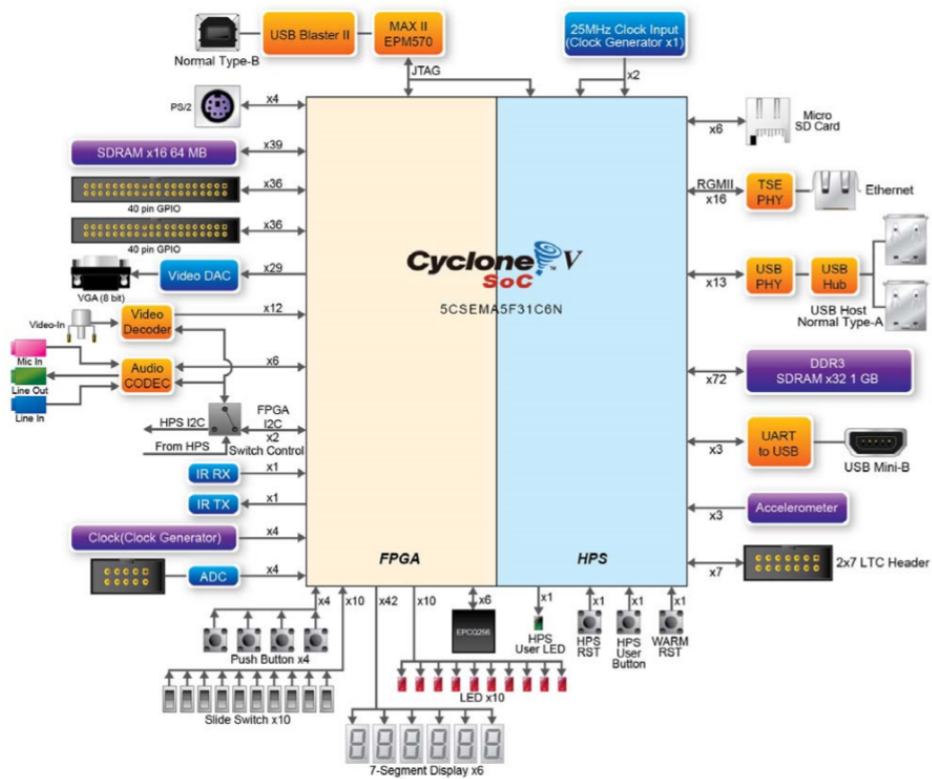 USB Blaster II
MAX II
EPM570
25MHz Clock Input
(Clock Generator x1)
Normal Type-B
JTAG
x2
PS/2
x4
x6
Micro
SD Card
SDRAM x16 64 MB
x39
x36
40 pin GPIO
RGMII
x16
TSE
PHY
Ethernet
x36
40 pin GPIO
Cyclone V
SoC
5CSEMA5F31C6N
Video DAC
x29
VGA (8 bit)
x13
USB
PHY
USB
Hub
USB Host
Normal Type-A
Video-In
Video
Decoder
x12
Mic In
Line Out
Line In
Audio
CODEC
x6
x72
DDR3
SDRAM x32 1 GB
HPS I2C
From HPS
FPGA
I2C
x2
Switch Control
x3
UART
to USB
USB Mini-B
IR RX
x1
IR TX
x1
x3
Accelerometer
Clock(Clock Generator)
x4
ADC
x4
FPGA
HPS
x7
2x7 LTC Header
x4
x10
x42
x10
x6
x1
x1
x1
x1
EPCQ256
HPS
User LED
HPS
RST
HPS
User
Button
WARM
RST
Push Button x4
LED x10
Slide Switch x10
7-Segment Display x6